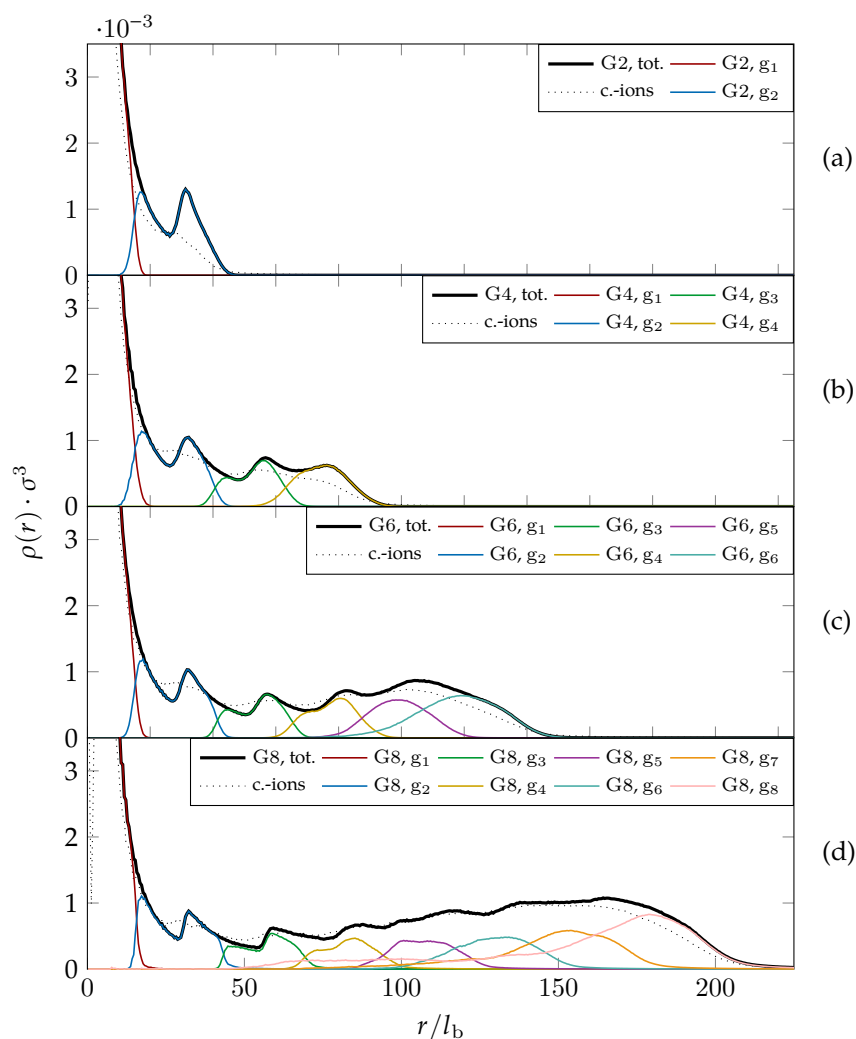 ·10⁻³
G2, tot. G2, g₁
c.-ions G2, g₂
3
2
1
0
(a)
G4, tot. G4, g₁ G4, g₃
c.-ions G4, g₂ G4, g₄
3
2
1
0
(b)
ρ(r) · σ³
G6, tot. G6, g₁ G6, g₃ G6, g₅
c.-ions G6, g₂ G6, g₄ G6, g₆
3
2
1
0
(c)
G8, tot. G8, g₁ G8, g₃ G8, g₅ G8, g₇
c.-ions G8, g₂ G8, g₄ G8, g₆ G8, g₈
3
2
1
0
(d)
0 50 100 150 200
r/l_b